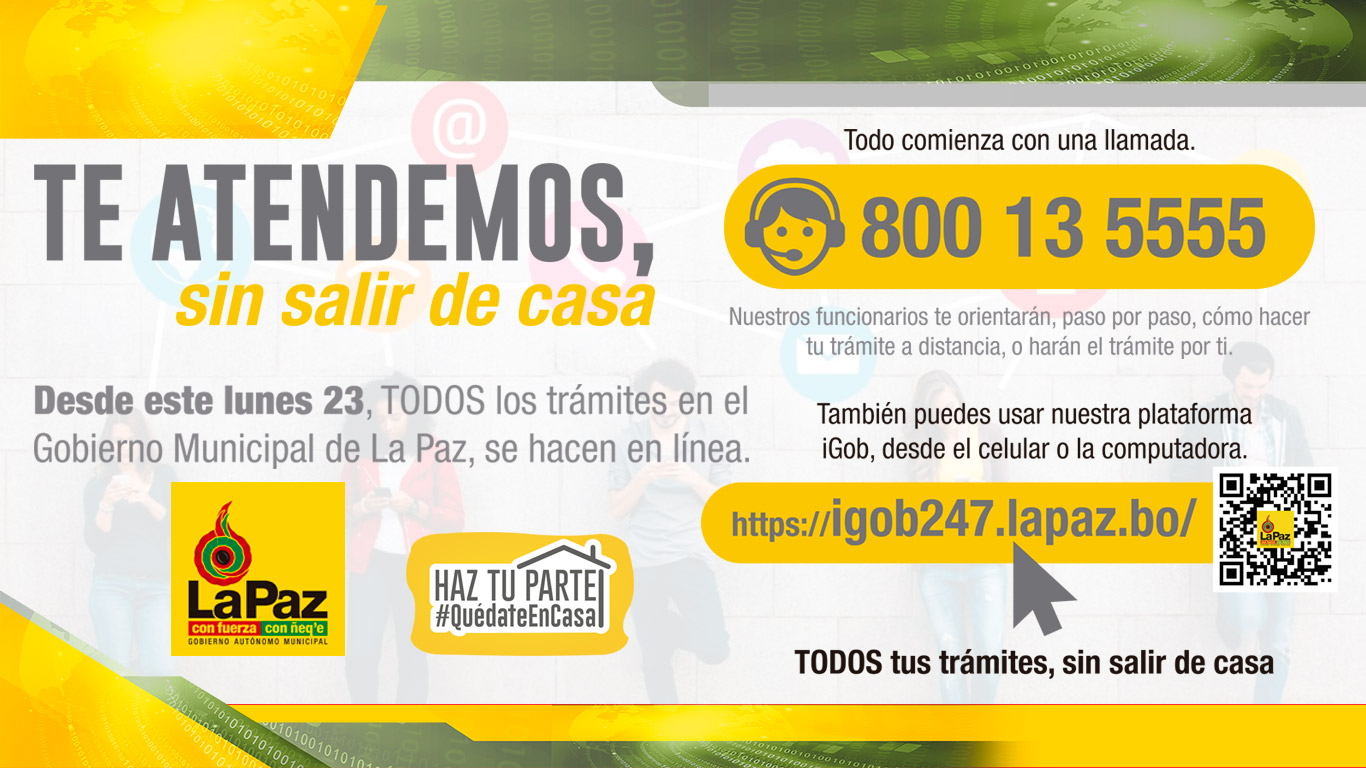 TE ATENDEMOS,
sin salir de casa
Desde este lunes 23, TODOS los trámites en el
Gobierno Municipal de La Paz, se hacen en línea.
LaPaz
con fuerza con ñeq'e
GOBIERNO AUTÓNOMO MUNICIPAL
HAZ TU PARTE
#QuédateEnCasa
Todo comienza con una llamada.
800 13 5555
Nuestros funcionarios te orientarán, paso por paso, cómo hacer
tu trámite a distancia, o harán el trámite por ti.
También puedes usar nuestra plataforma
iGob, desde el celular o la computadora.
https://igob247.lapaz.bo/
LaPaz
TODOS tus trámites, sin salir de casa